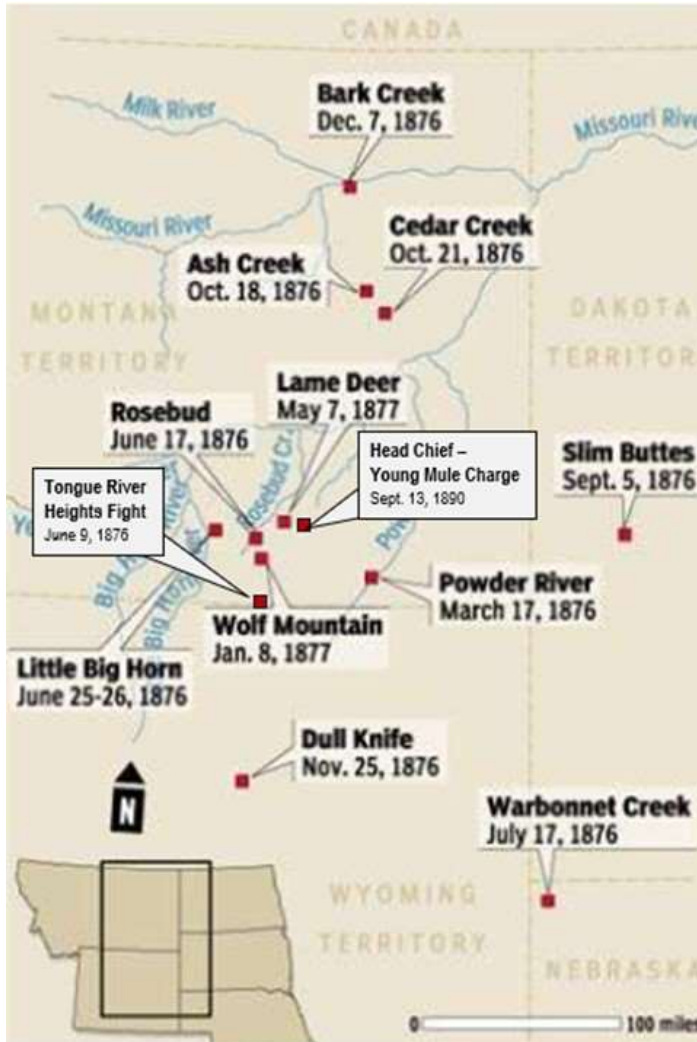 CANADA
Bark Creek
Dec. 7, 1876
Milk River
Missouri Rive
Missouri River
Cedar Creek
Oct. 21, 1876
Ash Creek
Oct. 18, 1876
MONTANA
TERRITORY
DAKOTA
TERRITOR
Lame Deer
May 7, 1877
Rosebud
June 17, 1876
Rosebud Cr.
Head Chief –
Young Mule Charge
Sept. 13, 1890
Slim Buttes
Sept. 5, 1876
Tongue River
Heights Fight
June 9, 1876
Powder River
March 17, 1876
Wolf Mountain
Jan. 8, 1877
Little Big Horn
June 25-26, 1876
Dull Knife
Nov. 25, 1876
N
Warbonnet Creek
July 17, 1876
WYOMING
TERRITORY
NEBRASKA
0 100 miles